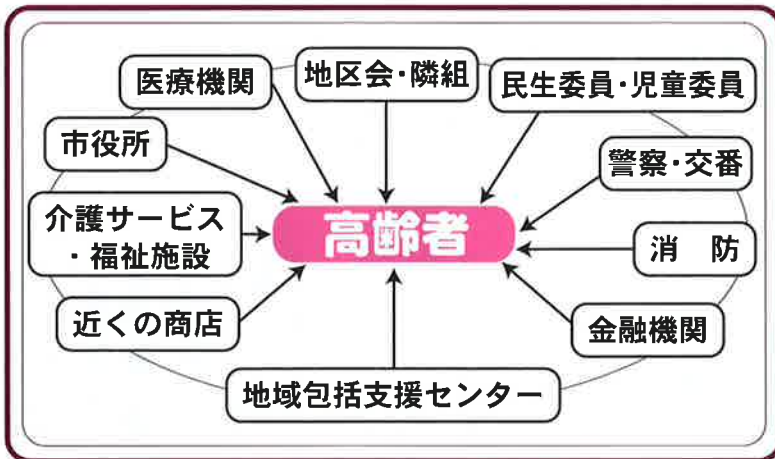 医療機関
地区会・隣組
民生委員・児童委員
市役所
警察・交番
介護サービス
・福祉施設
高齢者
消　防
近くの商店
金融機関
地域包括支援センター